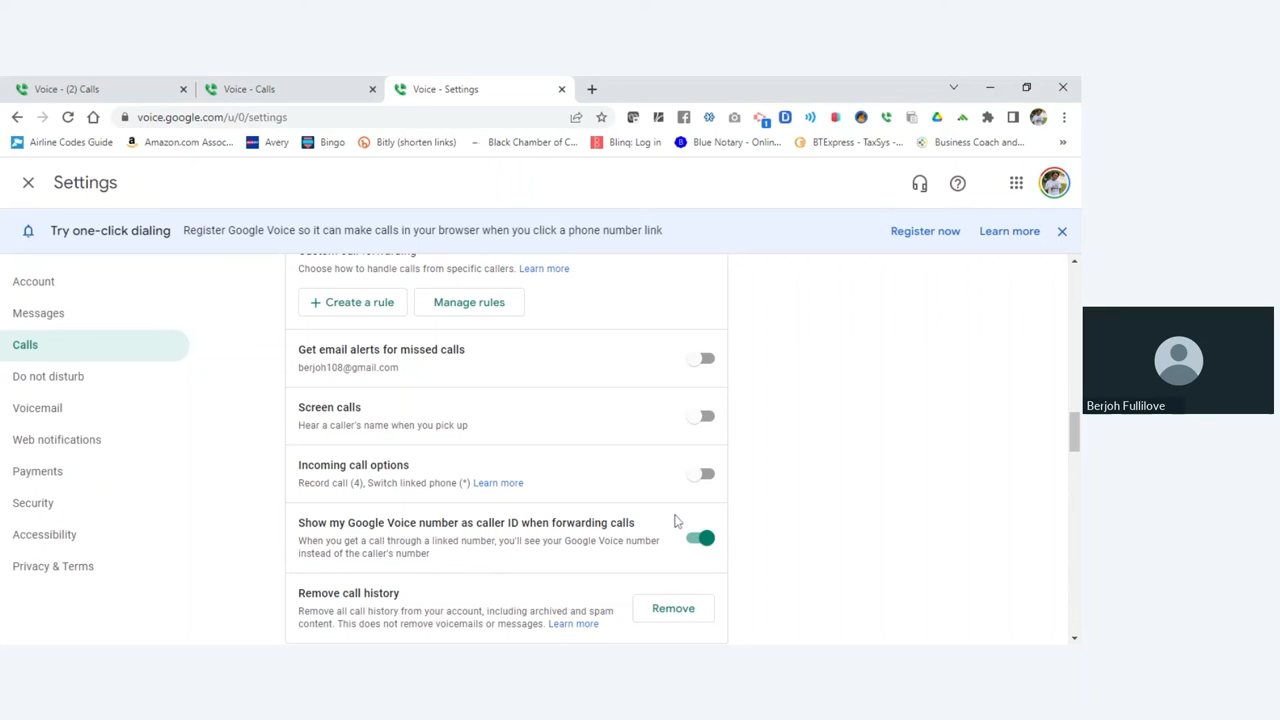 Voice - (2) Calls
Voice - Calls
Voice - Settings
voice.google.com/u/0/settings
Airline Codes Guide
Amazon.com Assoc...
Avery
Bingo
Bitly (shorten links)
Black Chamber of C...
Blinq: Log in
Blue Notary - Onlin...
BTExpress - TaxSys -...
Business Coach and...
»
Settings
Try one-click dialing
Register Google Voice so it can make calls in your browser when you click a phone number link
Register now
Learn more
Account
Messages
Calls
Do not disturb
Voicemail
Web notifications
Payments
Security
Accessibility
Privacy & Terms
Custom call forwarding
Choose how to handle calls from specific callers. Learn more
+ Create a rule
Manage rules
Get email alerts for missed calls
berjoh108@gmail.com
Screen calls
Hear a caller's name when you pick up
Incoming call options
Record call (4), Switch linked phone (*) Learn more
Show my Google Voice number as caller ID when forwarding calls
When you get a call through a linked number, you'll see your Google Voice number
instead of the caller's number
Remove call history
Remove all call history from your account, including archived and spam
content. This does not remove voicemails or messages. Learn more
Remove
Berjoh Fullilove